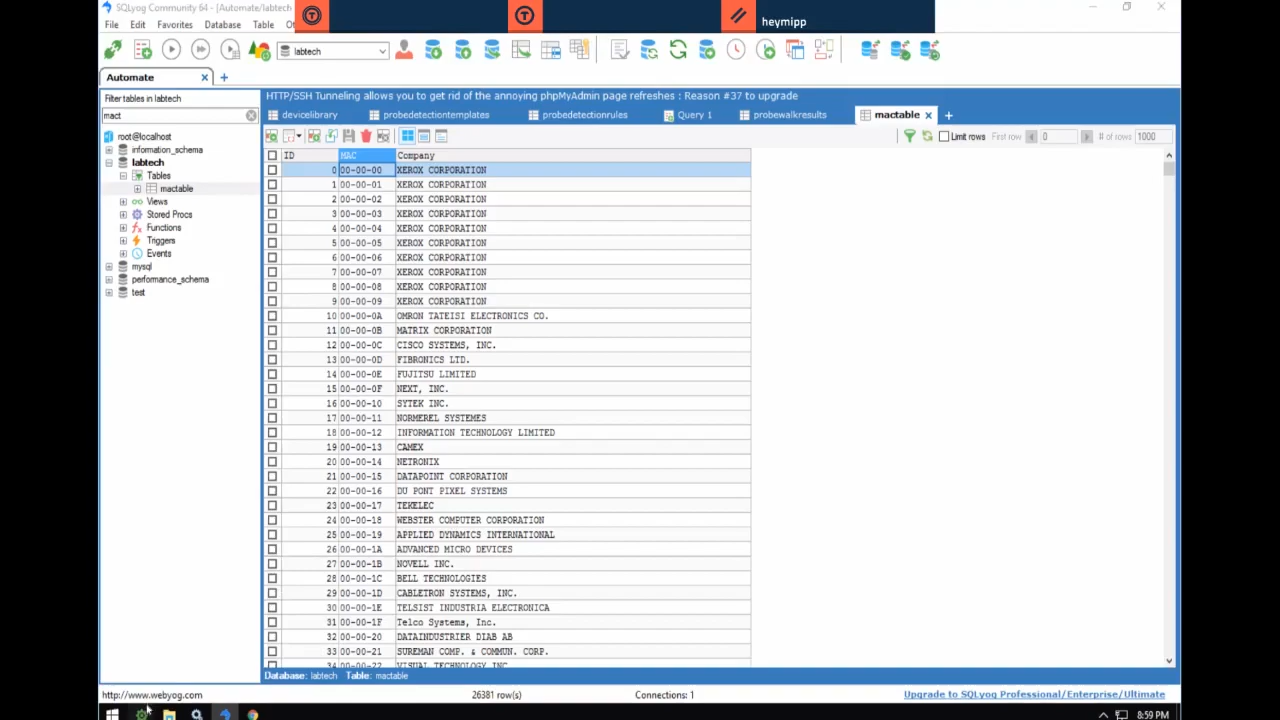 SQLyog Community 64 - [Automate/labtech
heymipp
File Edit Favorites Database Table
labtech
Automate
Filter tables in labtech
mact
root@localhost
information_schema
labtech
Tables
mactable
Views
Stored Procs
Functions
Triggers
Events
mysql
performance_schema
test
HTTP/SSH Tunneling allows you to get rid of the annoying phpMyAdmin page refreshes : Reason #37 to upgrade
devicelibrary probedetectiontemplates probedetectionrules Query 1 probewalkresults mactable
Limit rows First row 0 # of rows 1000
ID MAC Company
0 00-00-00 XEROX CORPORATION
1 00-00-01 XEROX CORPORATION
2 00-00-02 XEROX CORPORATION
3 00-00-03 XEROX CORPORATION
4 00-00-04 XEROX CORPORATION
5 00-00-05 XEROX CORPORATION
6 00-00-06 XEROX CORPORATION
7 00-00-07 XEROX CORPORATION
8 00-00-08 XEROX CORPORATION
9 00-00-09 XEROX CORPORATION
10 00-00-0A OMRON TATEISI ELECTRONICS CO.
11 00-00-0B MATRIX CORPORATION
12 00-00-0C CISCO SYSTEMS, INC.
13 00-00-0D FIBRONICS LTD.
14 00-00-0E FUJITSU LIMITED
15 00-00-0F NEXT, INC.
16 00-00-10 SYTEK INC.
17 00-00-11 NORMEREL SYSTEMES
18 00-00-12 INFORMATION TECHNOLOGY LIMITED
19 00-00-13 CAMEX
20 00-00-14 NETRONIX
21 00-00-15 DATAPOINT CORPORATION
22 00-00-16 DU PONT PIXEL SYSTEMS
23 00-00-17 TEKELEC
24 00-00-18 WEBSTER COMPUTER CORPORATION
25 00-00-19 APPLIED DYNAMICS INTERNATIONAL
26 00-00-1A ADVANCED MICRO DEVICES
27 00-00-1B NOVELL INC.
28 00-00-1C BELL TECHNOLOGIES
29 00-00-1D CABLETRON SYSTEMS, INC.
30 00-00-1E TELSIST INDUSTRIA ELECTRONICA
31 00-00-1F Telco Systems, Inc.
32 00-00-20 DATAINDUSTRIER DIAB AB
33 00-00-21 SUREMAN COMP. & COMMUN. CORP.
34 00-00-22 VISUAL TECHNOLOGY INC.
Database: labtech Table: mactable
http://www.webyog.com 26381 row(s) Connections: 1 Upgrade to SQLyog Professional/Enterprise/Ultimate
8:59 PM